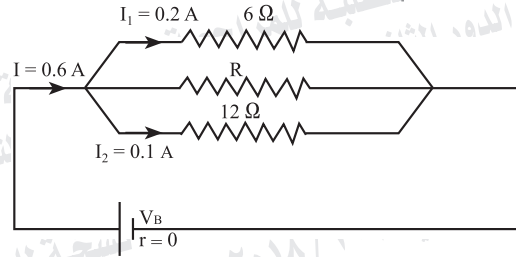 I₁ = 0.2 A
6 Ω
I = 0.6 A
R
12 Ω
I₂ = 0.1 A
V_B
r = 0